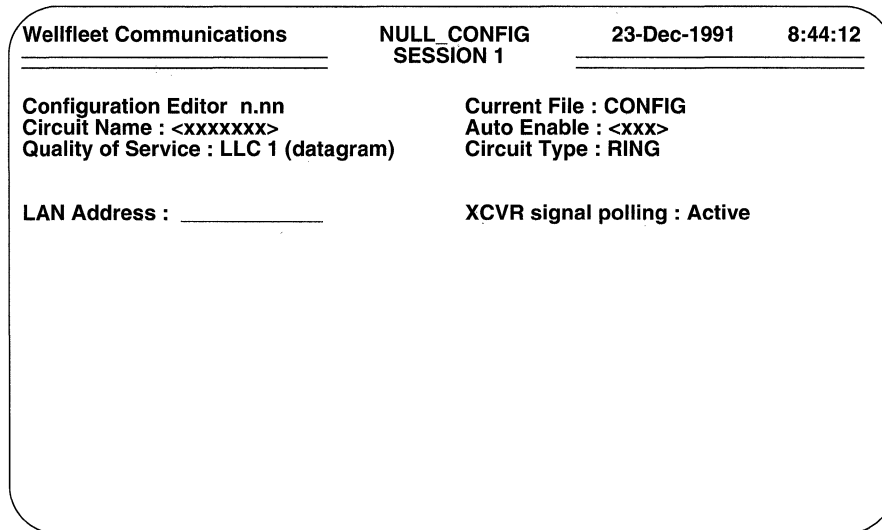 Wellfleet Communications NULL_CONFIG 23-Dec-1991 8:44:12
SESSION 1
Configuration Editor n.nn Current File : CONFIG
Circuit Name : <xxxxxxx> Auto Enable : <xxx>
Quality of Service : LLC 1 (datagram) Circuit Type : RING
LAN Address : ____________ XCVR signal polling : Active